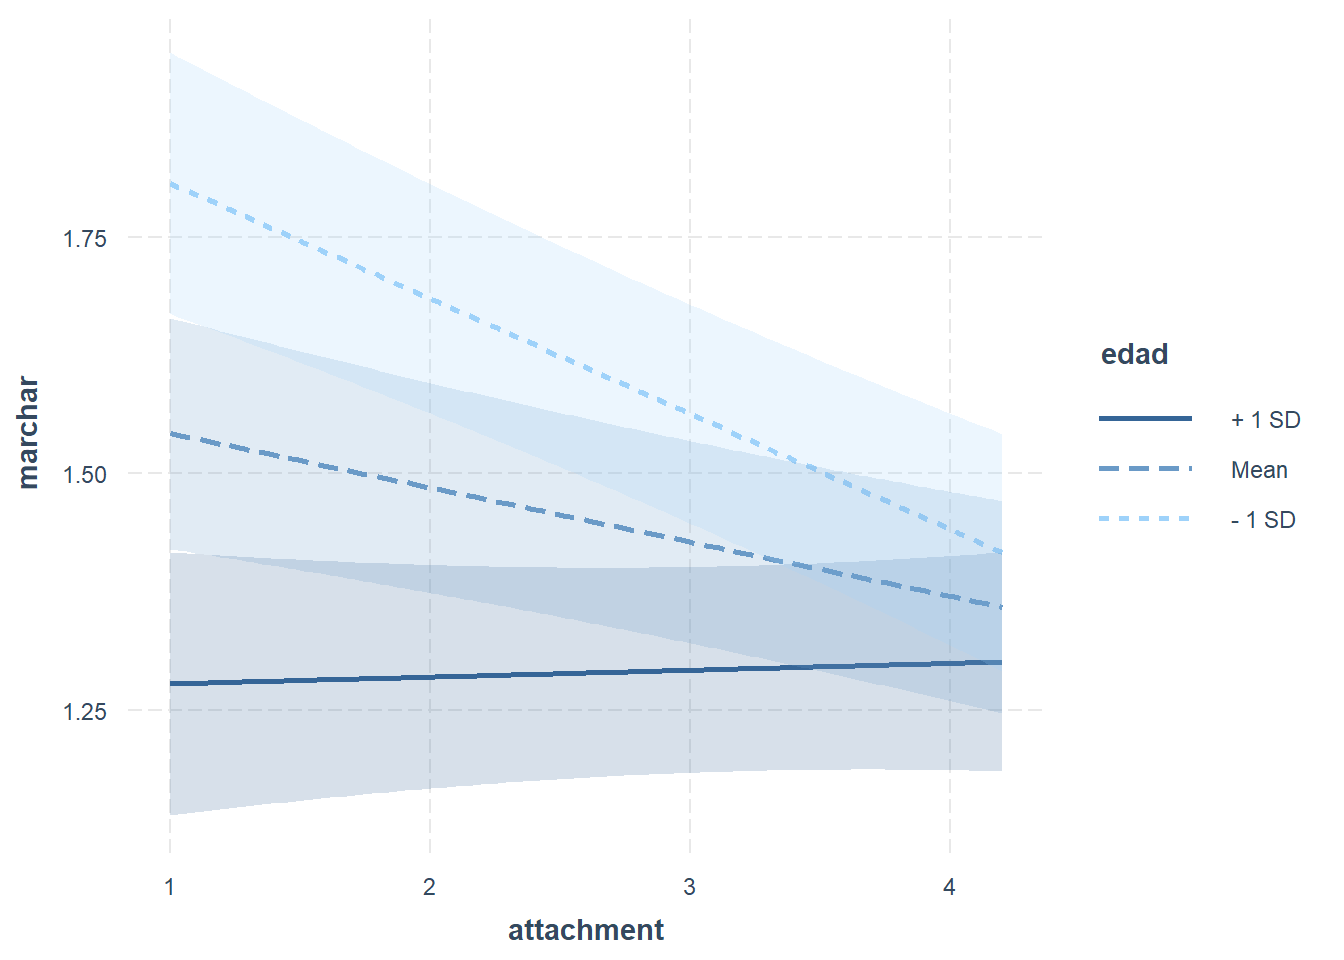 marchar
1.75
1.50
1.25
1
2
3
4
attachment
edad
+ 1 SD
Mean
- 1 SD